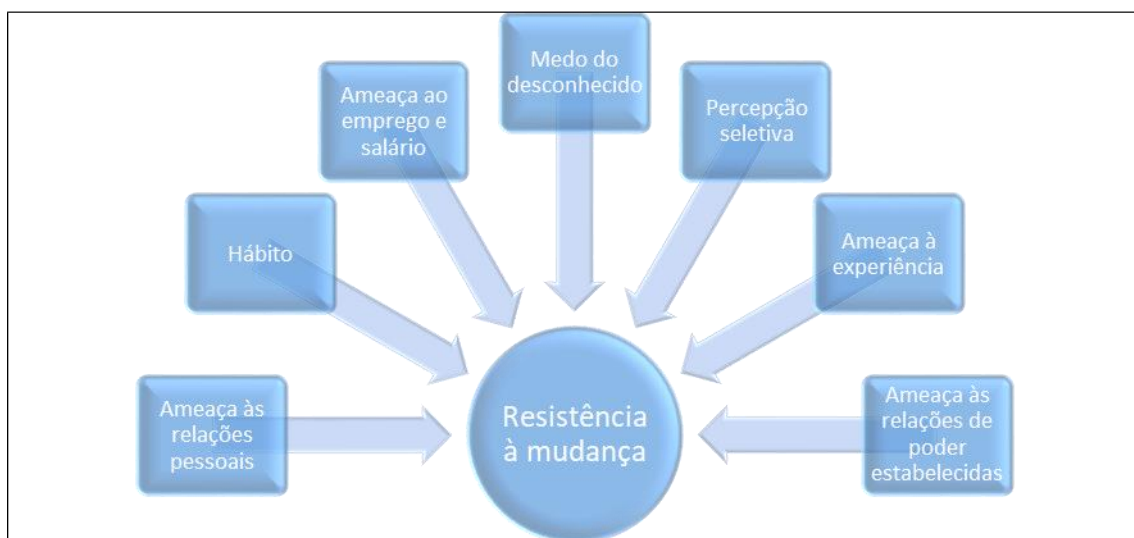 Medo do
desconhecido
Ameaça ao
emprego e
salário
Percepção
seletiva
Hábito
Ameaça à
experiência
Ameaça às
relações
pessoais
Resistência
à mudança
Ameaça às
relações de
poder
estabelecidas